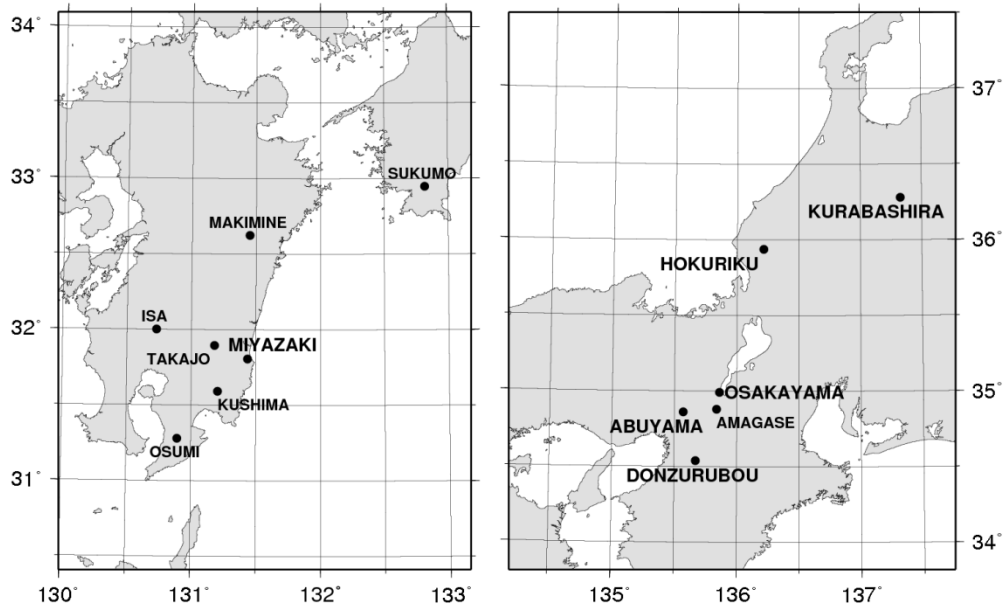 34°
33°
32°
31°
130°
131°
132°
133°
SUKUMO
MAKIMINE
ISA
TAKAJO
MIYAZAKI
KUSHIMA
OSUMI
37°
36°
35°
34°
135°
136°
137°
KURABASHIRA
HOKURIKU
OSAKAYAMA
ABUYAMA
AMAGASE
DONZURUBOU